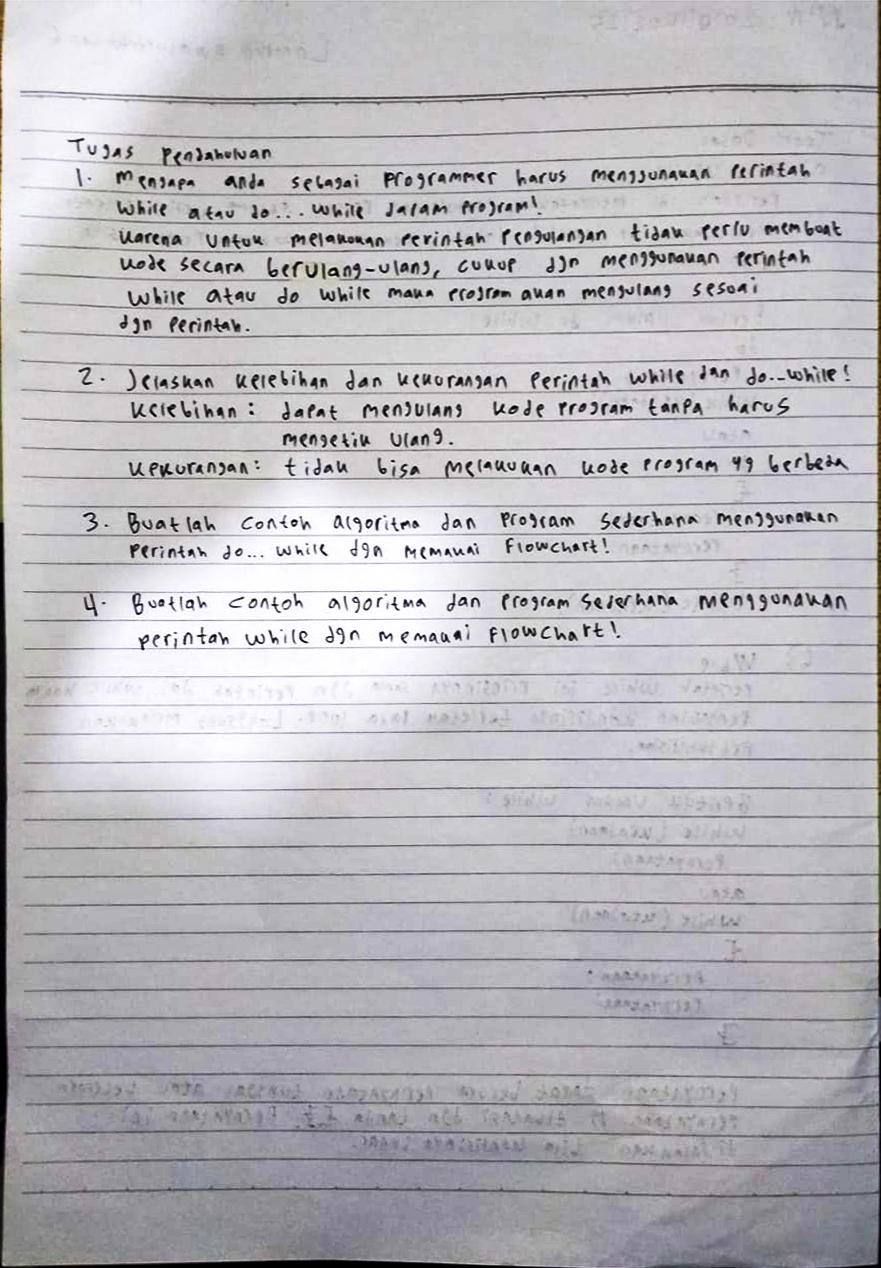 Tugas Pendahuluan
1. Mengapa anda sebagai Programmer harus menggunakan Perintah
While atau do... While dalam Program!
Karena untuk melakukan perintah Pengulangan tidak perlu membuat
kode secara berulang-ulang, cukup dgn menggunakan perintah
While atau do while maka program akan mengulang sesuai
dgn Perintah.
2. Jelaskan kelebihan dan kekurangan Perintah While dan do..while!
Kelebihan : dapat mengulang kode program tanpa harus
mengetik ulang.
Kekurangan : tidak bisa melakukan kode program yg berbeda
3. Buatlah Contoh algoritma dan Program Sederhana menggunakan
Perintah do... While dgn memakai Flowchart!
4. Buatlah Contoh algoritma dan Program Sederhana menggunakan
perintah while dgn memakai Flowchart!